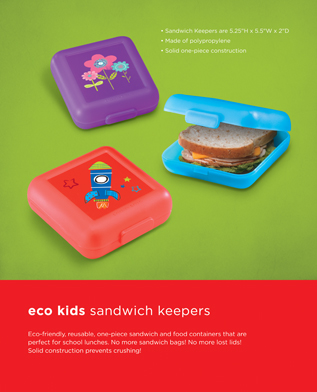 • Sandwich Keepers are 5.25"H x 5.5"W x 2"D
• Made of polypropylene
• Solid one-piece construction
eco kids sandwich keepers
Eco-friendly, reusable, one-piece sandwich and food containers that are
perfect for school lunches. No more sandwich bags! No more lost lids!
Solid construction prevents crushing!